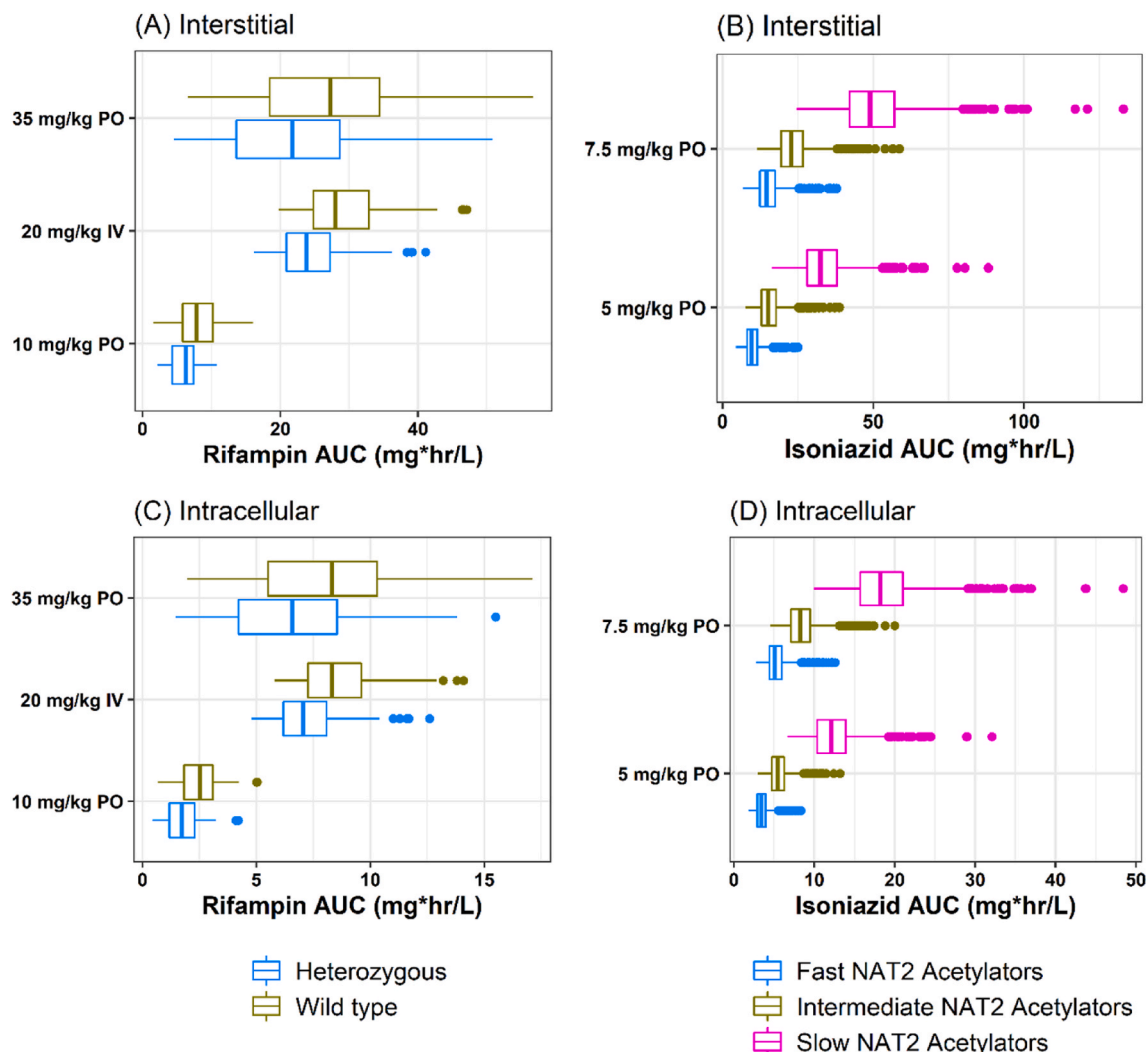 (A) Interstitial
35 mg/kg PO
20 mg/kg IV
10 mg/kg PO
0 20 40
Rifampin AUC (mg*hr/L)
(B) Interstitial
7.5 mg/kg PO
5 mg/kg PO
0 50 100
Isoniazid AUC (mg*hr/L)
(C) Intracellular
35 mg/kg PO
20 mg/kg IV
10 mg/kg PO
0 5 10 15
Rifampin AUC (mg*hr/L)
(D) Intracellular
7.5 mg/kg PO
5 mg/kg PO
0 10 20 30 40 50
Isoniazid AUC (mg*hr/L)
Heterozygous
Wild type
Fast NAT2 Acetylators
Intermediate NAT2 Acetylators
Slow NAT2 Acetylators